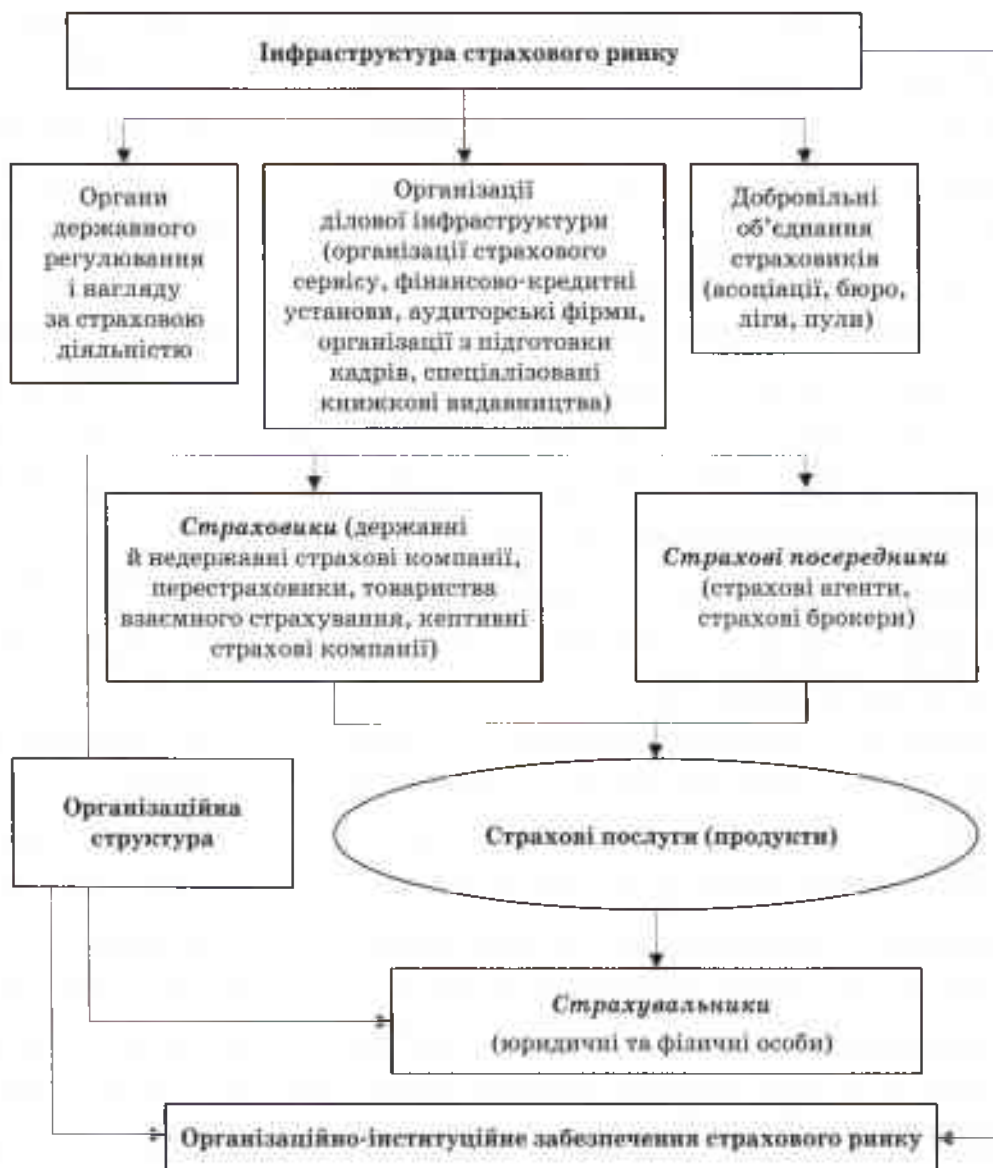 Інфраструктура страхового ринку
Органи
державного
регулювання
і нагляду
за страховою
діяльністю
Організації
ділової інфраструктури
(організації страхового
сервісу, фінансово-кредитні
установи, аудиторські фірми,
організації з підготовки
кадрів, спеціалізовані
книжкові видавництва)
Добровільні
об’єднання
страховиків
(асоціації, бюро,
ліги, пули)
Страховики (державні
й недержавні страхові компанії,
перестраховики, товариства
взаємного страхування, кептивні
страхові компанії)
Страхові посередники
(страхові агенти,
страхові брокери)
Організаційна
структура
Страхові послуги (продукти)
Страхувальники
(юридичні та фізичні особи)
Організаційно-інституційне забезпечення страхового ринку